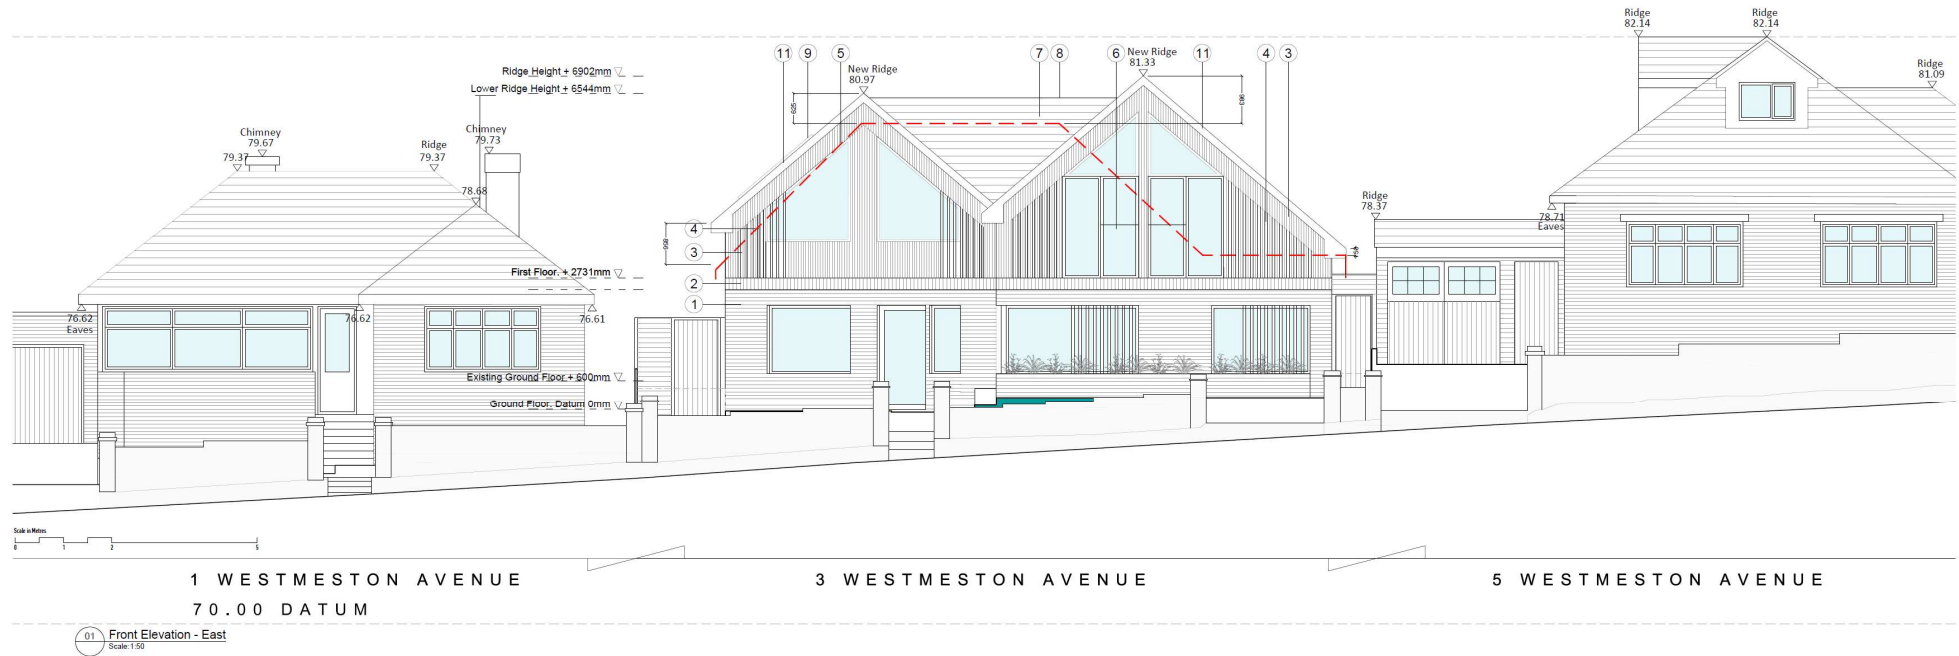 Ridge
82.14
Ridge
82.14
Ridge
81.09
11
9
5
7
8
6
11
4
3
New Ridge
80.97
New Ridge
81.33
Ridge Height + 6902mm
Lower Ridge Height + 6544mm
625
963
Chimney
79.67
79.37
Ridge
79.37
Chimney
79.73
78.68
Ridge
78.37
78.71
Eaves
4
3
2
1
998
First Floor. + 2731mm
76.62
Eaves
76.62
76.61
Existing Ground Floor + 600mm
Ground Floor. Datum 0mm
Scale in Metres
0 1 2 5
1 WESTMESTON AVENUE
70.00 DATUM
3 WESTMESTON AVENUE
5 WESTMESTON AVENUE
01 Front Elevation - East
Scale: 1:50